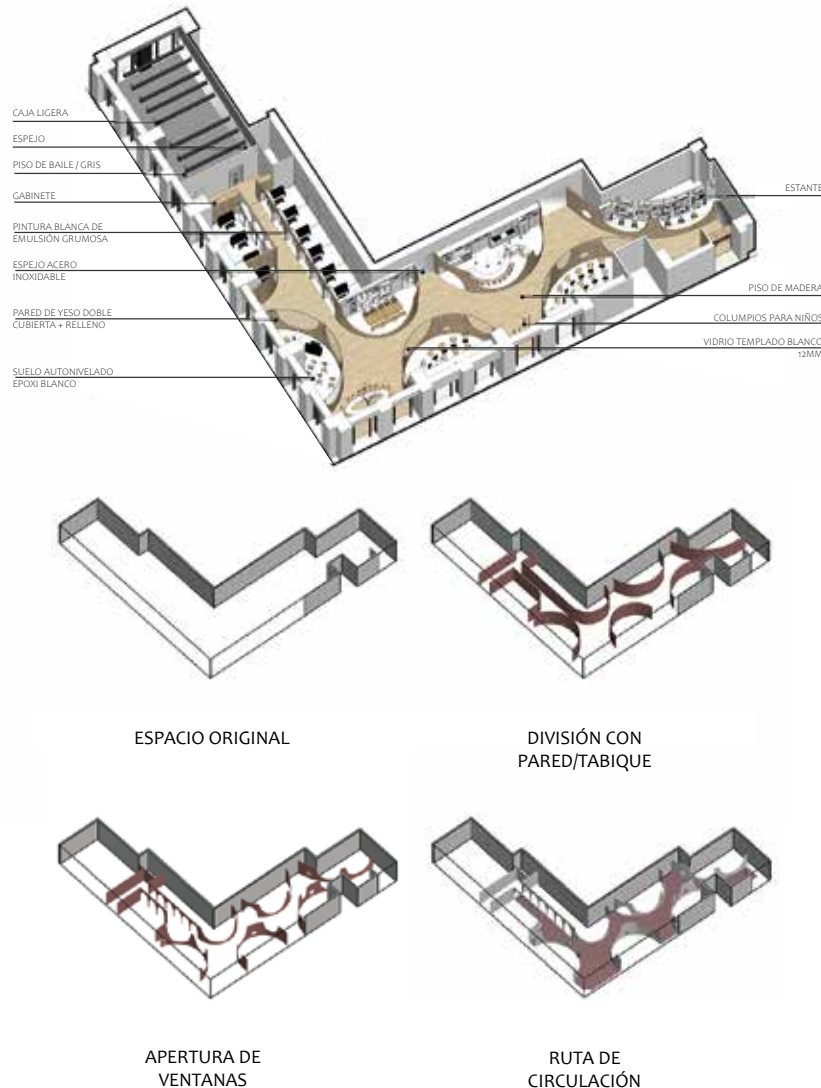 CAJA LIGERA
ESPEJO
PISO DE BAILE / GRIS
GABINETE
PINTURA BLANCA DE
EMULSIÓN GRUMOSA
ESPEJO ACERO
INOXIDABLE
PARED DE YESO DOBLE
CUBIERTA + RELLENO
SUELO AUTONIVELADO
ÉPOXI BLANCO
ESTANTE
PISO DE MADERA
COLUMPIOS PARA NIÑOS
VIDRIO TEMPLADO BLANCO
12MM
ESPACIO ORIGINAL
DIVISIÓN CON
PARED/TABIQUE
APERTURA DE
VENTANAS
RUTA DE
CIRCULACIÓN